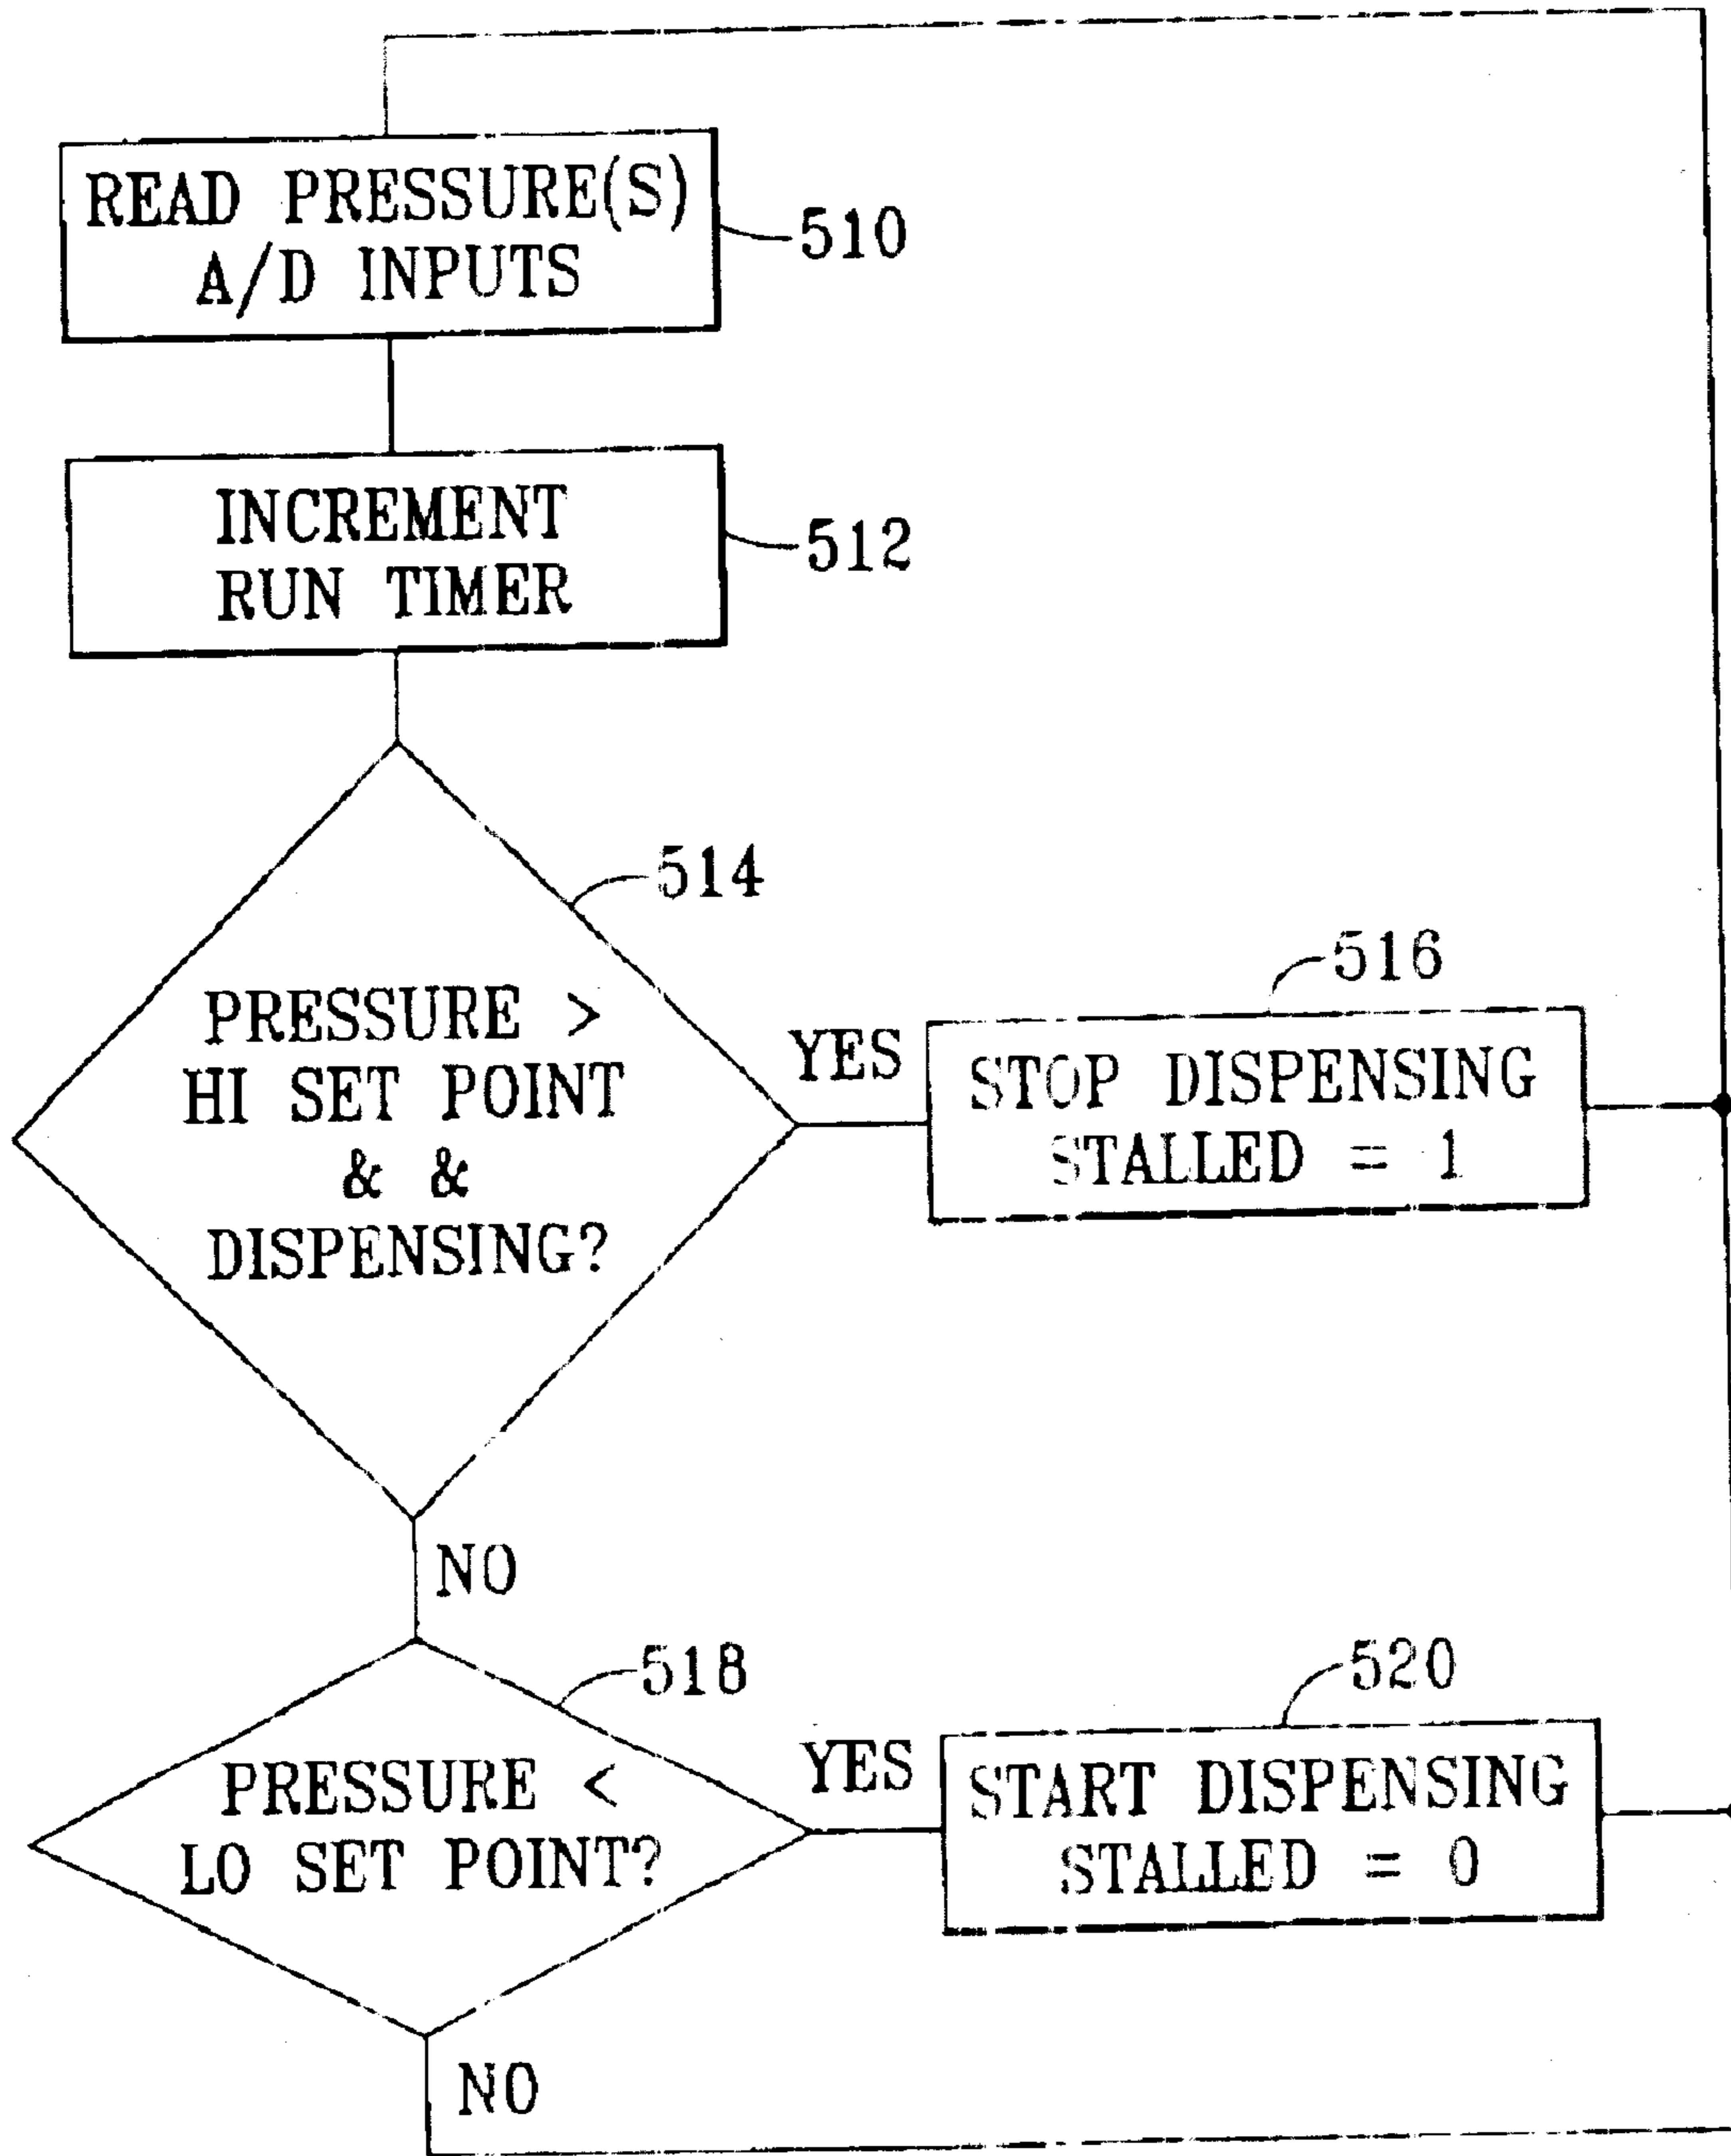 READ PRESSURE(S)
A/D INPUTS
510
INCREMENT
RUN TIMER
512
514
PRESSURE >
HI SET POINT
& &
DISPENSING?
YES
516
STOP DISPENSING
STALLED = 1
NO
518
PRESSURE <
LO SET POINT?
YES
520
START DISPENSING
STALLED = 0
NO